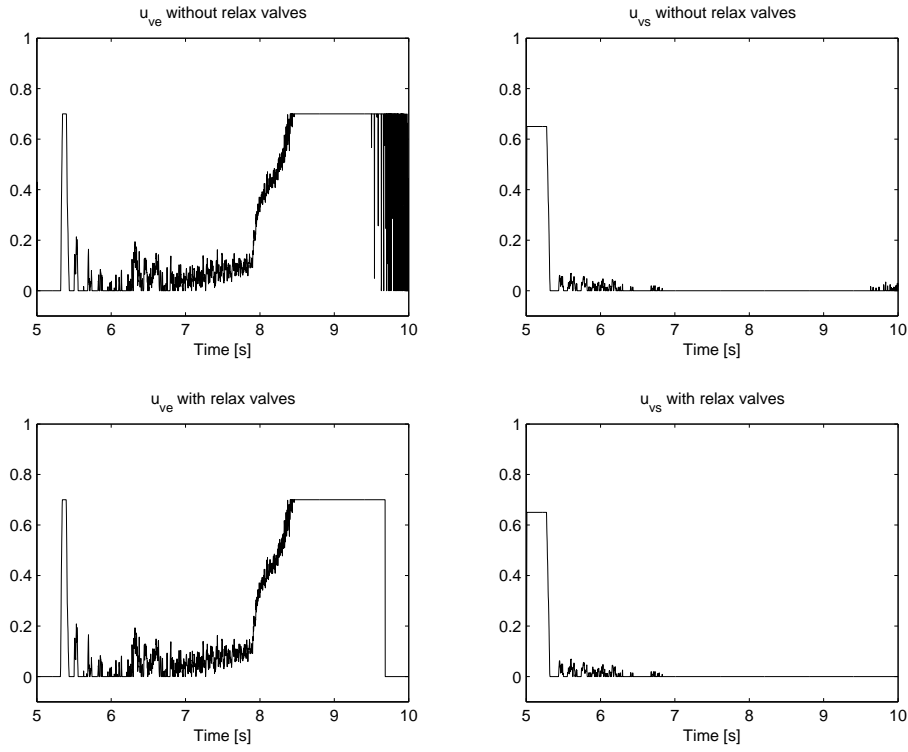 u_ve without relax valves
1
0.8
0.6
0.4
0.2
0
5 6 7 8 9 10
Time [s]
u_vs without relax valves
1
0.8
0.6
0.4
0.2
0
5 6 7 8 9 10
Time [s]
u_ve with relax valves
1
0.8
0.6
0.4
0.2
0
5 6 7 8 9 10
Time [s]
u_vs with relax valves
1
0.8
0.6
0.4
0.2
0
5 6 7 8 9 10
Time [s]